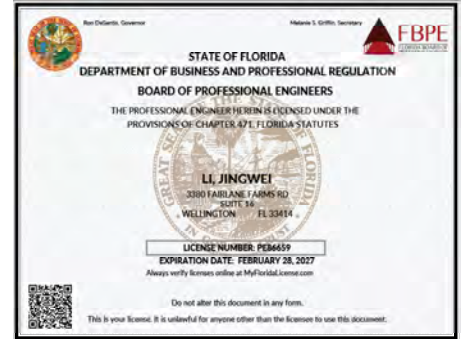 Ron DeSantis, Governor
Melanie S. Griffin, Secretary
FBPE
FLORIDA BOARD OF
STATE OF FLORIDA
DEPARTMENT OF BUSINESS AND PROFESSIONAL REGULATION
BOARD OF PROFESSIONAL ENGINEERS
THE PROFESSIONAL ENGINEER HEREIN IS LICENSED UNDER THE
PROVISIONS OF CHAPTER 471, FLORIDA STATUTES
LI, JINGWEI
3380 FAIRLANE FARMS RD
SUITE 16
WELLINGTON FL 33414
LICENSE NUMBER: PE86659
EXPIRATION DATE: FEBRUARY 28, 2027
Always verify licenses online at MyFloridaLicense.com
Do not alter this document in any form.
This is your license. It is unlawful for anyone other than the licensee to use this document.